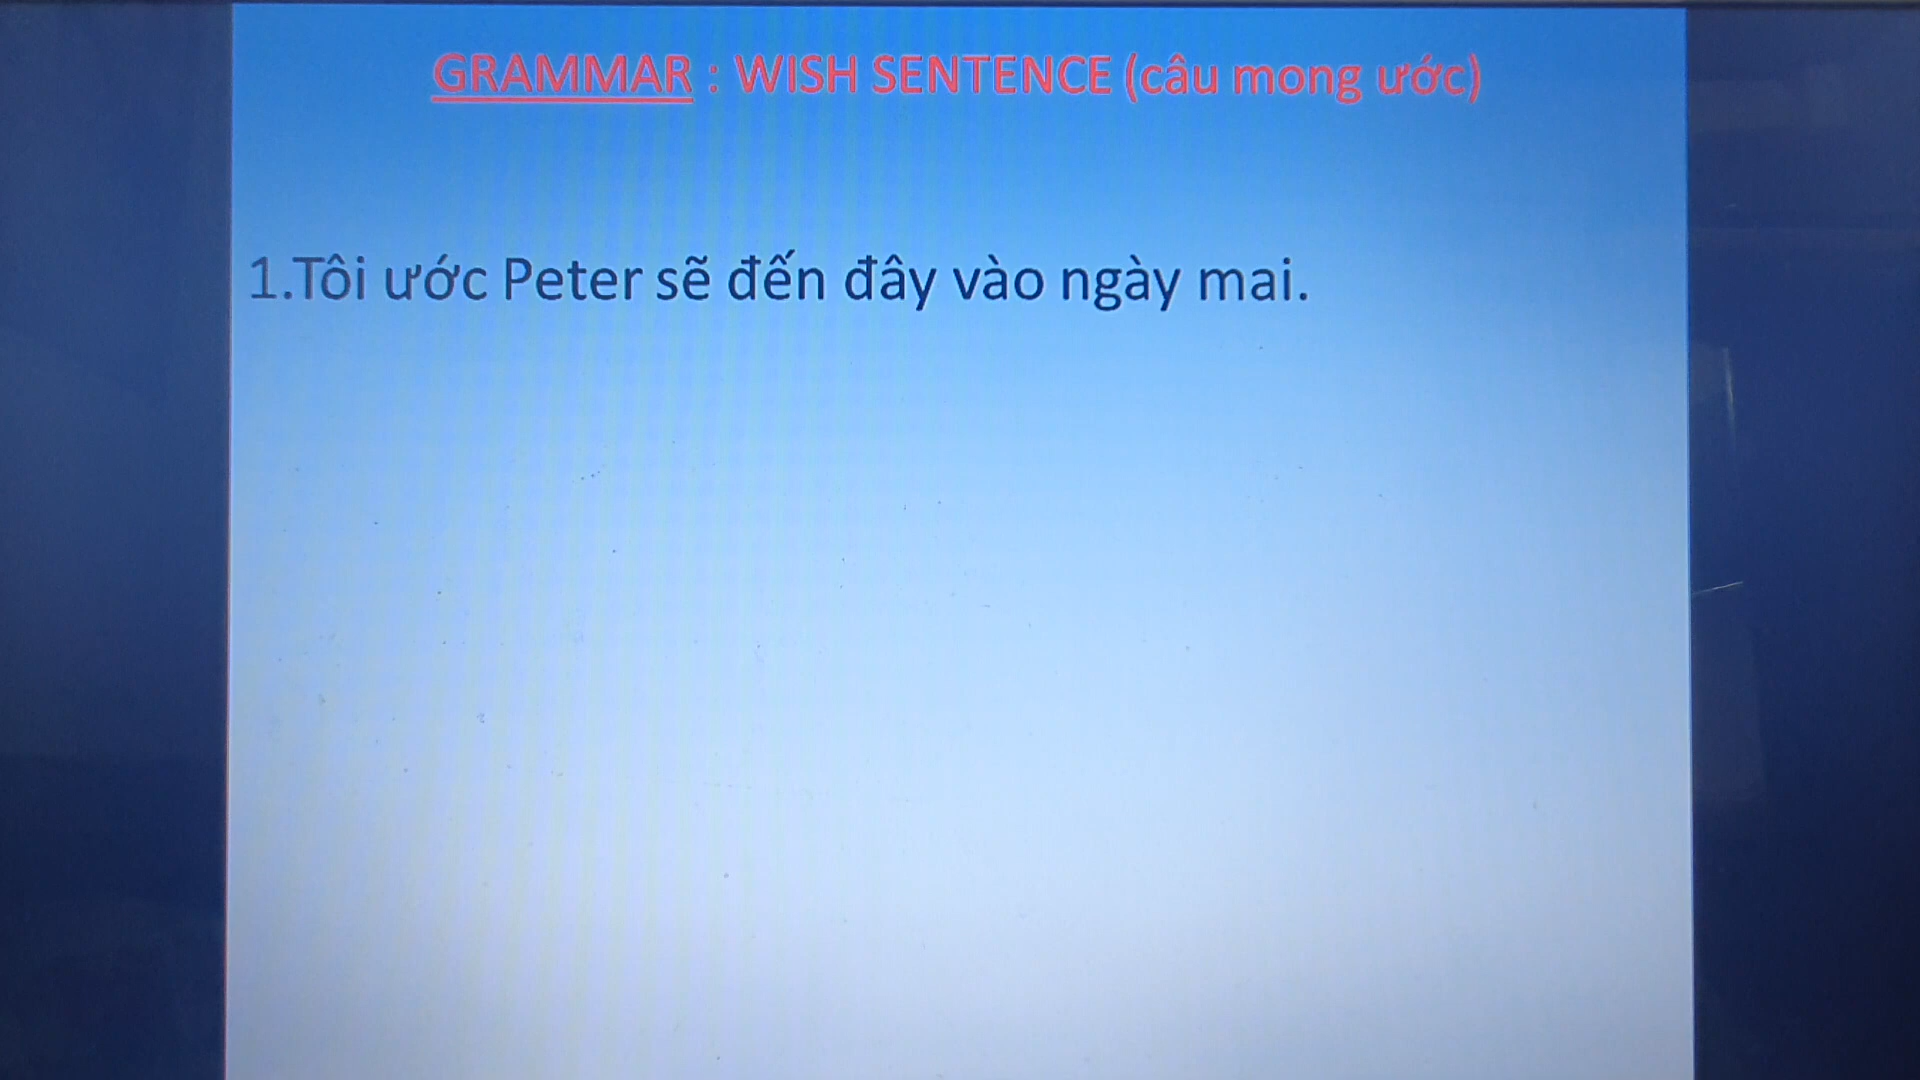 GRAMMAR : WISH SENTENCE (câu mong ước)
1.Tôi ước Peter sẽ đến đây vào ngày mai.